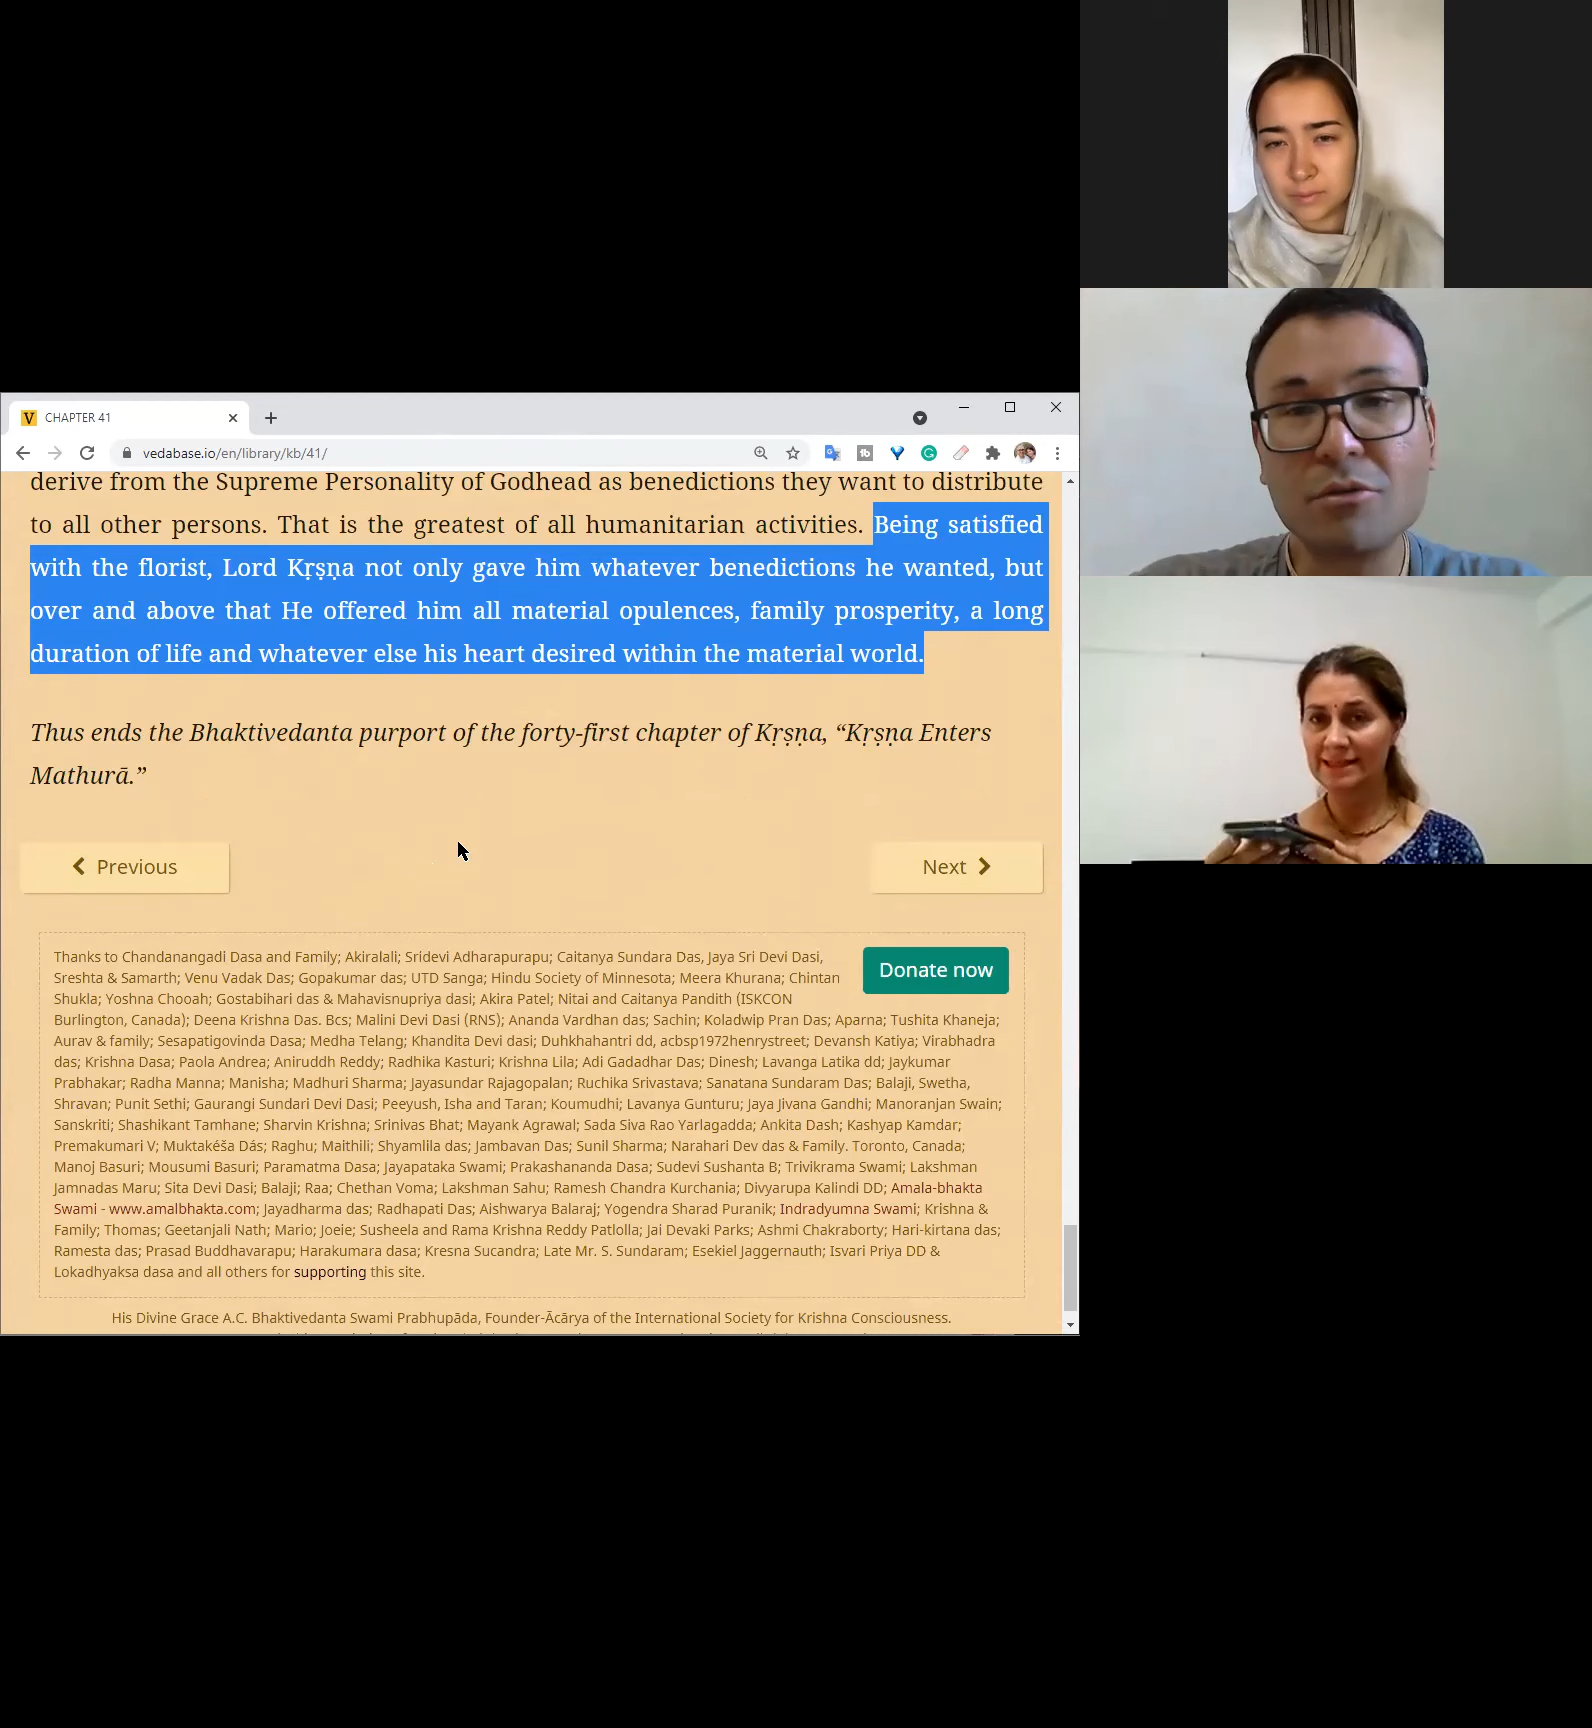 CHAPTER 41
vedabase.io/en/library/kb/41/
derive from the Supreme Personality of Godhead as benedictions they want to distribute
to all other persons. That is the greatest of all humanitarian activities. Being satisfied
with the florist, Lord Kṛṣṇa not only gave him whatever benedictions he wanted, but
over and above that He offered him all material opulences, family prosperity, a long
duration of life and whatever else his heart desired within the material world.
Thus ends the Bhaktivedanta purport of the forty-first chapter of Kṛṣṇa, “Kṛṣṇa Enters
Mathurā.”
Previous
Next
Donate now
Thanks to Chandanangadi Dasa and Family; Akiralali; Sridevi Adharapurapu; Caitanya Sundara Das, Jaya Sri Devi Dasi,
Sreshta & Samarth; Venu Vadak Das; Gopakumar das; UTD Sanga; Hindu Society of Minnesota; Meera Khurana; Chintan
Shukla; Yoshna Chooah; Gostabihari das & Mahavisnupriya dasi; Akira Patel; Nitai and Caitanya Pandith (ISKCON
Burlington, Canada); Deena Krishna Das. Bcs; Malini Devi Dasi (RNS); Ananda Vardhan das; Sachin; Koladwip Pran Das; Aparna; Tushita Khaneja;
Aurav & family; Sesapatigovinda Dasa; Medha Telang; Khandita Devi dasi; Duhkhahantri dd, acbsp1972henrystreet; Devansh Katiya; Virabhadra
das; Krishna Dasa; Paola Andrea; Aniruddh Reddy; Radhika Kasturi; Krishna Lila; Adi Gadadhar Das; Dinesh; Lavanga Latika dd; Jaykumar
Prabhakar; Radha Manna; Manisha; Madhuri Sharma; Jayasundar Rajagopalan; Ruchika Srivastava; Sanatana Sundaram Das; Balaji, Swetha,
Shravan; Punit Sethi; Gaurangi Sundari Devi Dasi; Peeyush, Isha and Taran; Koumudhi; Lavanya Gunturu; Jaya Jivana Gandhi; Manoranjan Swain;
Sanskriti; Shashikant Tamhane; Sharvin Krishna; Srinivas Bhat; Mayank Agrawal; Sada Siva Rao Yarlagadda; Ankita Dash; Kashyap Kamdar;
Premakumari V; Muktakéša Dás; Raghu; Maithili; Shyamlila das; Jambavan Das; Sunil Sharma; Narahari Dev das & Family. Toronto, Canada;
Manoj Basuri; Mousumi Basuri; Paramatma Dasa; Jayapataka Swami; Prakashananda Dasa; Sudevi Sushanta B; Trivikrama Swami; Lakshman
Jamnadas Maru; Sita Devi Dasi; Balaji; Raa; Chethan Voma; Lakshman Sahu; Ramesh Chandra Kurchania; Divyarupa Kalindi DD; Amala-bhakta
Swami - www.amalbhakta.com; Jayadharma das; Radhapati Das; Aishwarya Balaraj; Yogendra Sharad Puranik; Indradyumna Swami; Krishna &
Family; Thomas; Geetanjali Nath; Mario; Joeie; Susheela and Rama Krishna Reddy Patlolla; Jai Devaki Parks; Ashmi Chakraborty; Hari-kirtana das;
Ramesta das; Prasad Buddhavarapu; Harakumara dasa; Kresna Sucandra; Late Mr. S. Sundaram; Esekiel Jaggernauth; Isvari Priya DD &
Lokadhyaksa dasa and all others for supporting this site.
His Divine Grace A.C. Bhaktivedanta Swami Prabhupāda, Founder-Ācārya of the International Society for Krishna Consciousness.